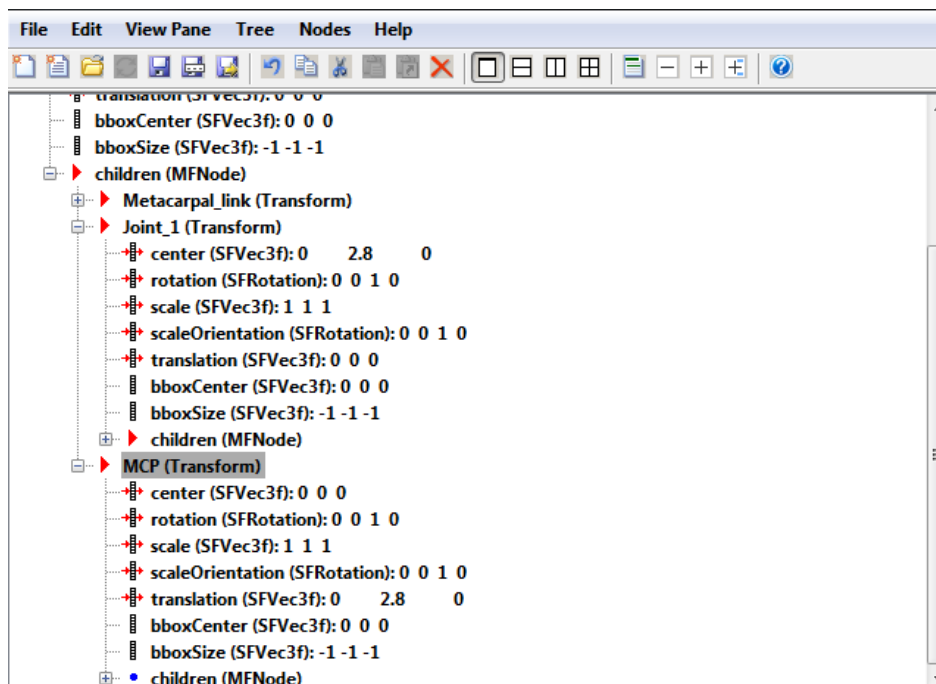 File Edit View Pane Tree Nodes Help
translation (SFVec3f): 0 0 0
bboxCenter (SFVec3f): 0 0 0
bboxSize (SFVec3f): -1 -1 -1
children (MFNode)
Metacarpal_link (Transform)
Joint_1 (Transform)
center (SFVec3f): 0 2.8 0
rotation (SFRotation): 0 0 1 0
scale (SFVec3f): 1 1 1
scaleOrientation (SFRotation): 0 0 1 0
translation (SFVec3f): 0 0 0
bboxCenter (SFVec3f): 0 0 0
bboxSize (SFVec3f): -1 -1 -1
children (MFNode)
MCP (Transform)
center (SFVec3f): 0 0 0
rotation (SFRotation): 0 0 1 0
scale (SFVec3f): 1 1 1
scaleOrientation (SFRotation): 0 0 1 0
translation (SFVec3f): 0 2.8 0
bboxCenter (SFVec3f): 0 0 0
bboxSize (SFVec3f): -1 -1 -1
children (MFNode)